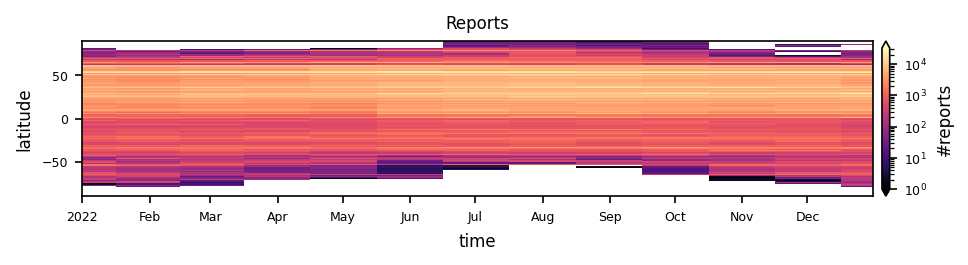 Reports
latitude
50
0
−50
2022 Feb Mar Apr May Jun Jul Aug Sep Oct Nov Dec
time
10⁴
10³
10²
10¹
10⁰
#reports